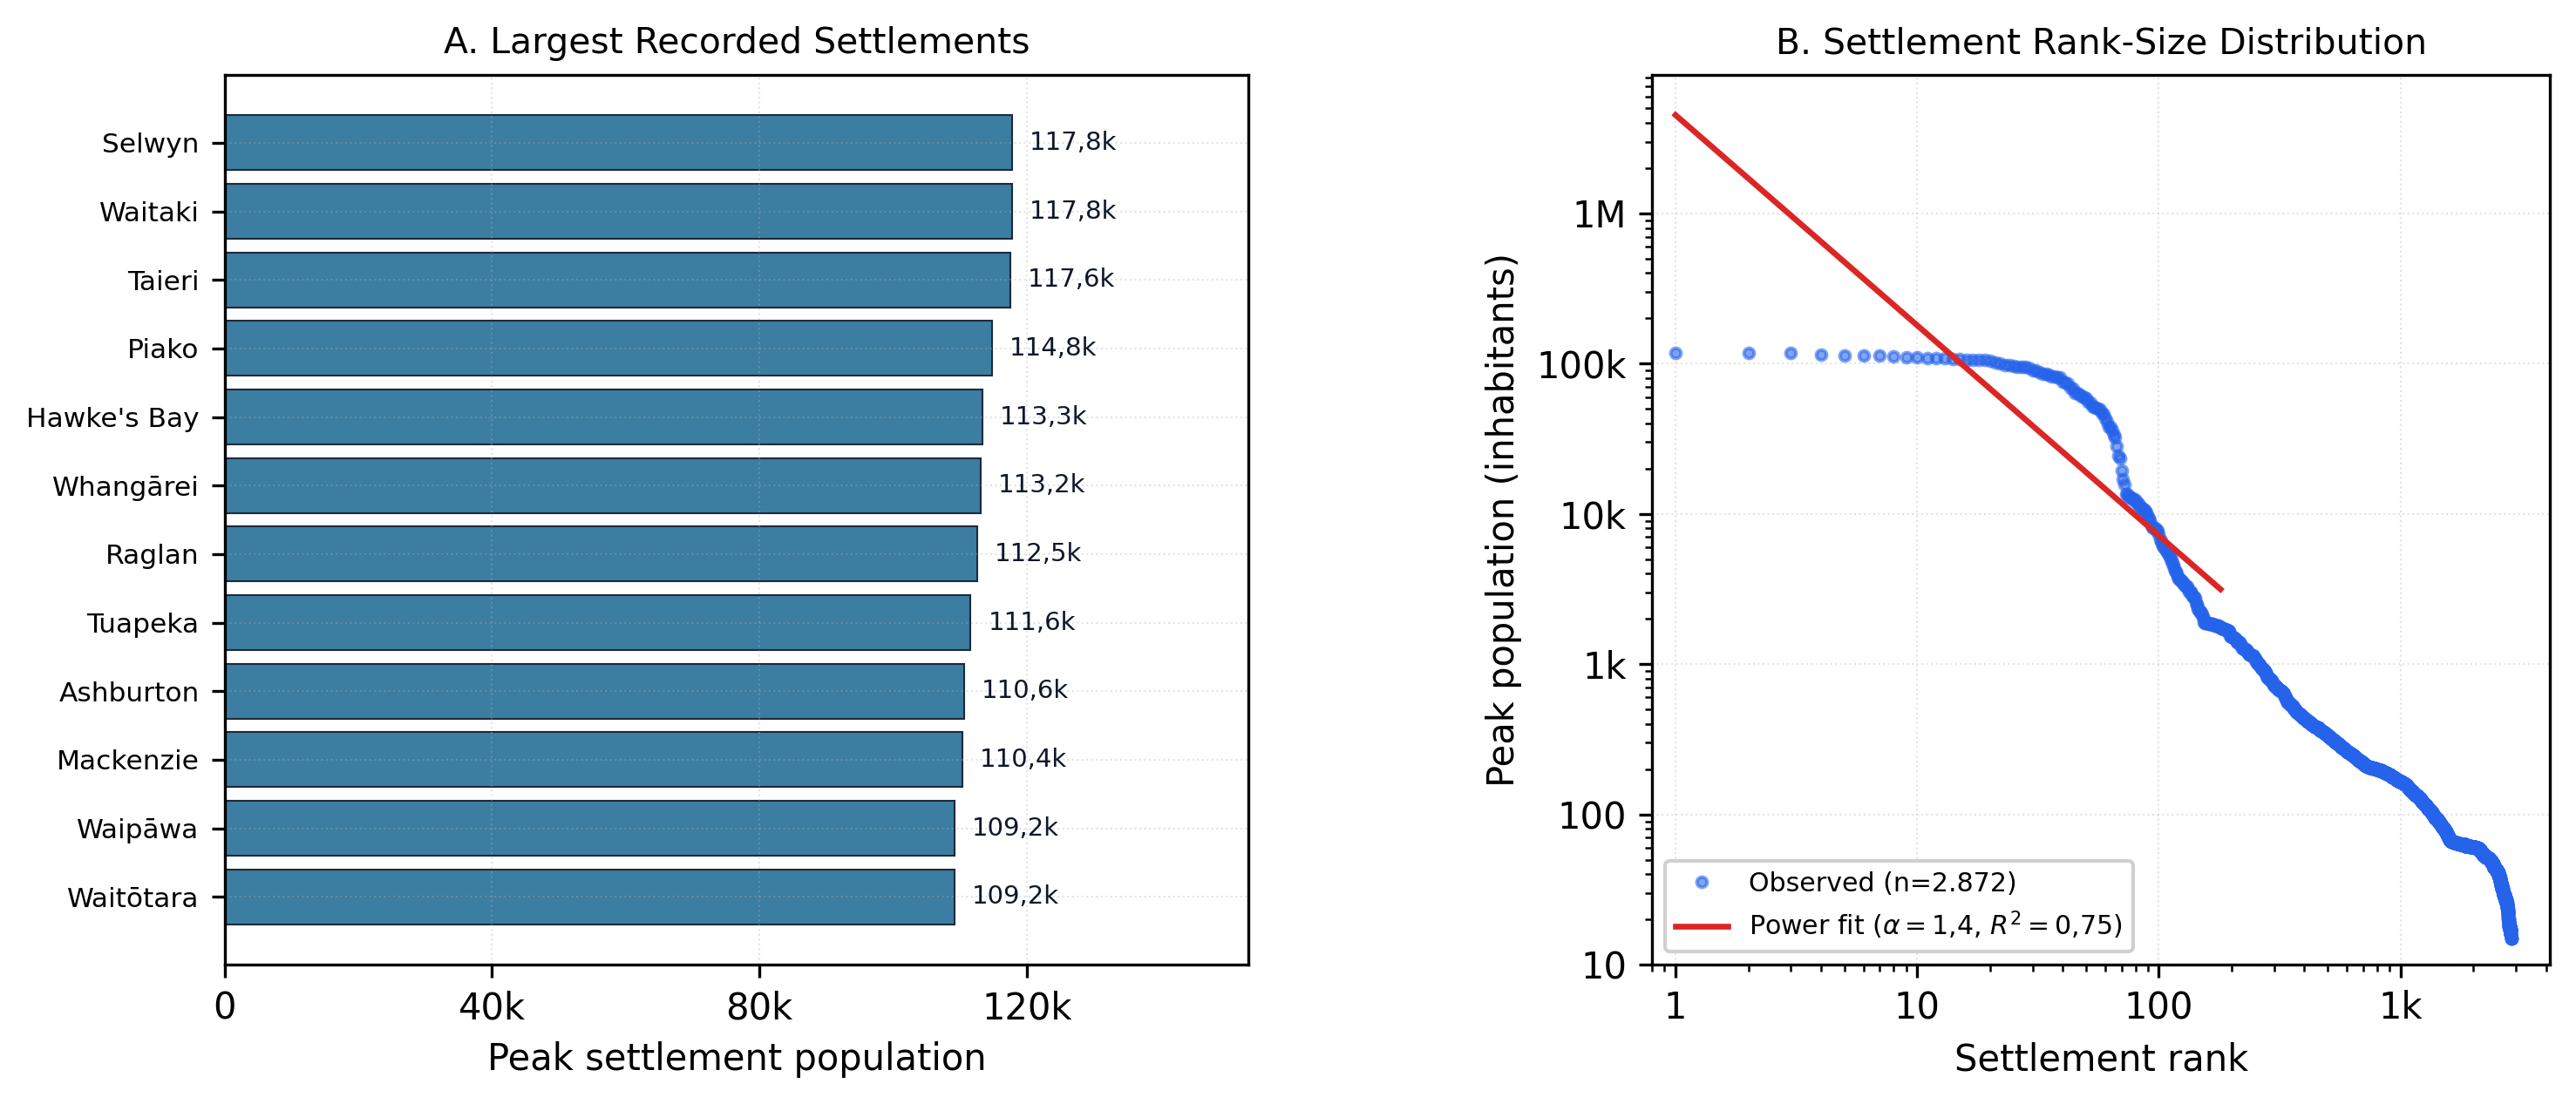 A. Largest Recorded Settlements
Selwyn 117,8k
Waitaki 117,8k
Taieri 117,6k
Piako 114,8k
Hawke's Bay 113,3k
Whangārei 113,2k
Raglan 112,5k
Tuapeka 111,6k
Ashburton 110,6k
Mackenzie 110,4k
Waipāwa 109,2k
Waitōtara 109,2k
0 40k 80k 120k
Peak settlement population
B. Settlement Rank-Size Distribution
Peak population (inhabitants)
1M
100k
10k
1k
100
10
Observed (n=2.872)
Power fit (α = 1,4, R² = 0,75)
1 10 100 1k
Settlement rank